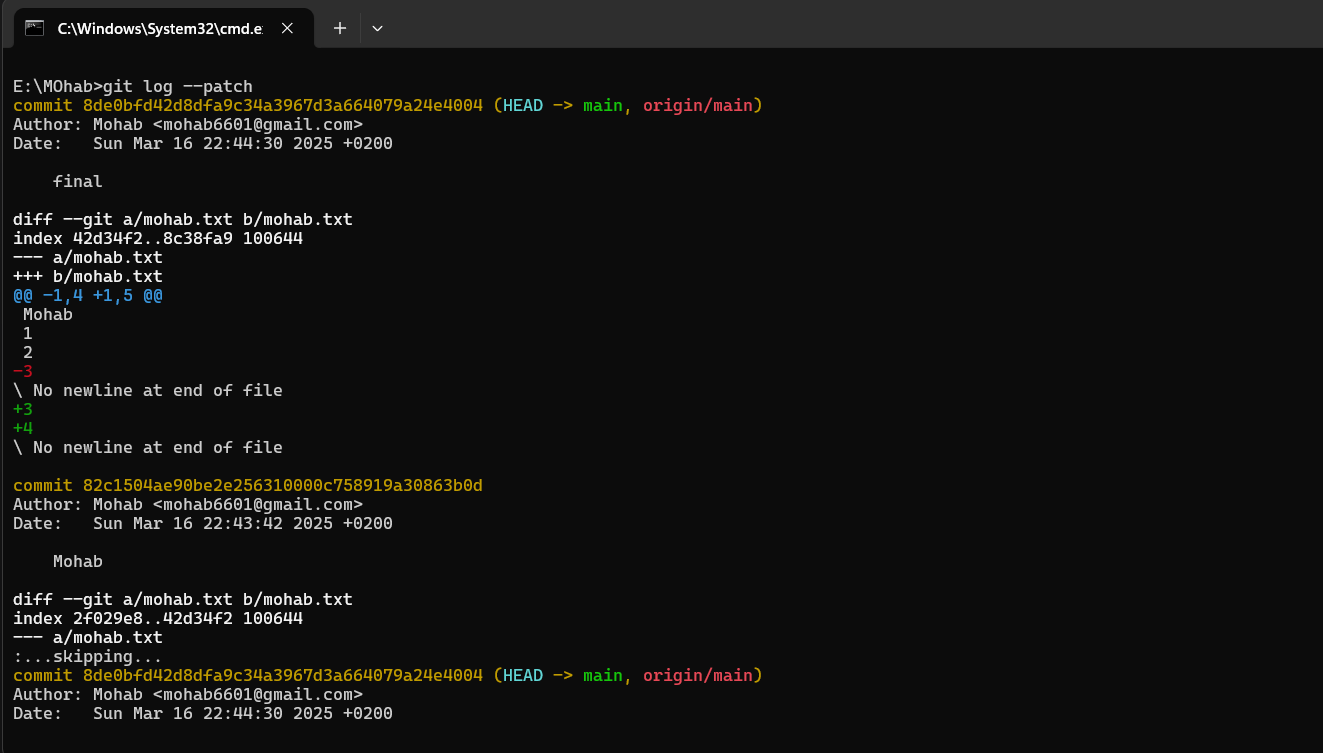 C:\Windows\System32\cmd.e
E:\MOhab>git log --patch
commit 8de0bfd42d8dfa9c34a3967d3a664079a24e4004 (HEAD -> main, origin/main)
Author: Mohab <mohab6601@gmail.com>
Date:   Sun Mar 16 22:44:30 2025 +0200
    final
diff --git a/mohab.txt b/mohab.txt
index 42d34f2..8c38fa9 100644
--- a/mohab.txt
+++ b/mohab.txt
@@ -1,4 +1,5 @@
 Mohab
 1
 2
-3
\ No newline at end of file
+3
+4
\ No newline at end of file
commit 82c1504ae90be2e256310000c758919a30863b0d
Author: Mohab <mohab6601@gmail.com>
Date:   Sun Mar 16 22:43:42 2025 +0200
    Mohab
diff --git a/mohab.txt b/mohab.txt
index 2f029e8..42d34f2 100644
--- a/mohab.txt
:...skipping...
commit 8de0bfd42d8dfa9c34a3967d3a664079a24e4004 (HEAD -> main, origin/main)
Author: Mohab <mohab6601@gmail.com>
Date:   Sun Mar 16 22:44:30 2025 +0200